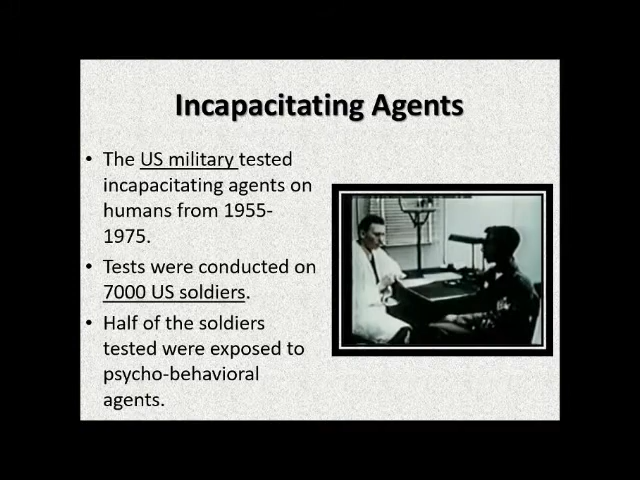 Incapacitating Agents
• The US military tested
incapacitating agents on
humans from 1955-
1975.
• Tests were conducted on
7000 US soldiers.
• Half of the soldiers
tested were exposed to
psycho-behavioral
agents.